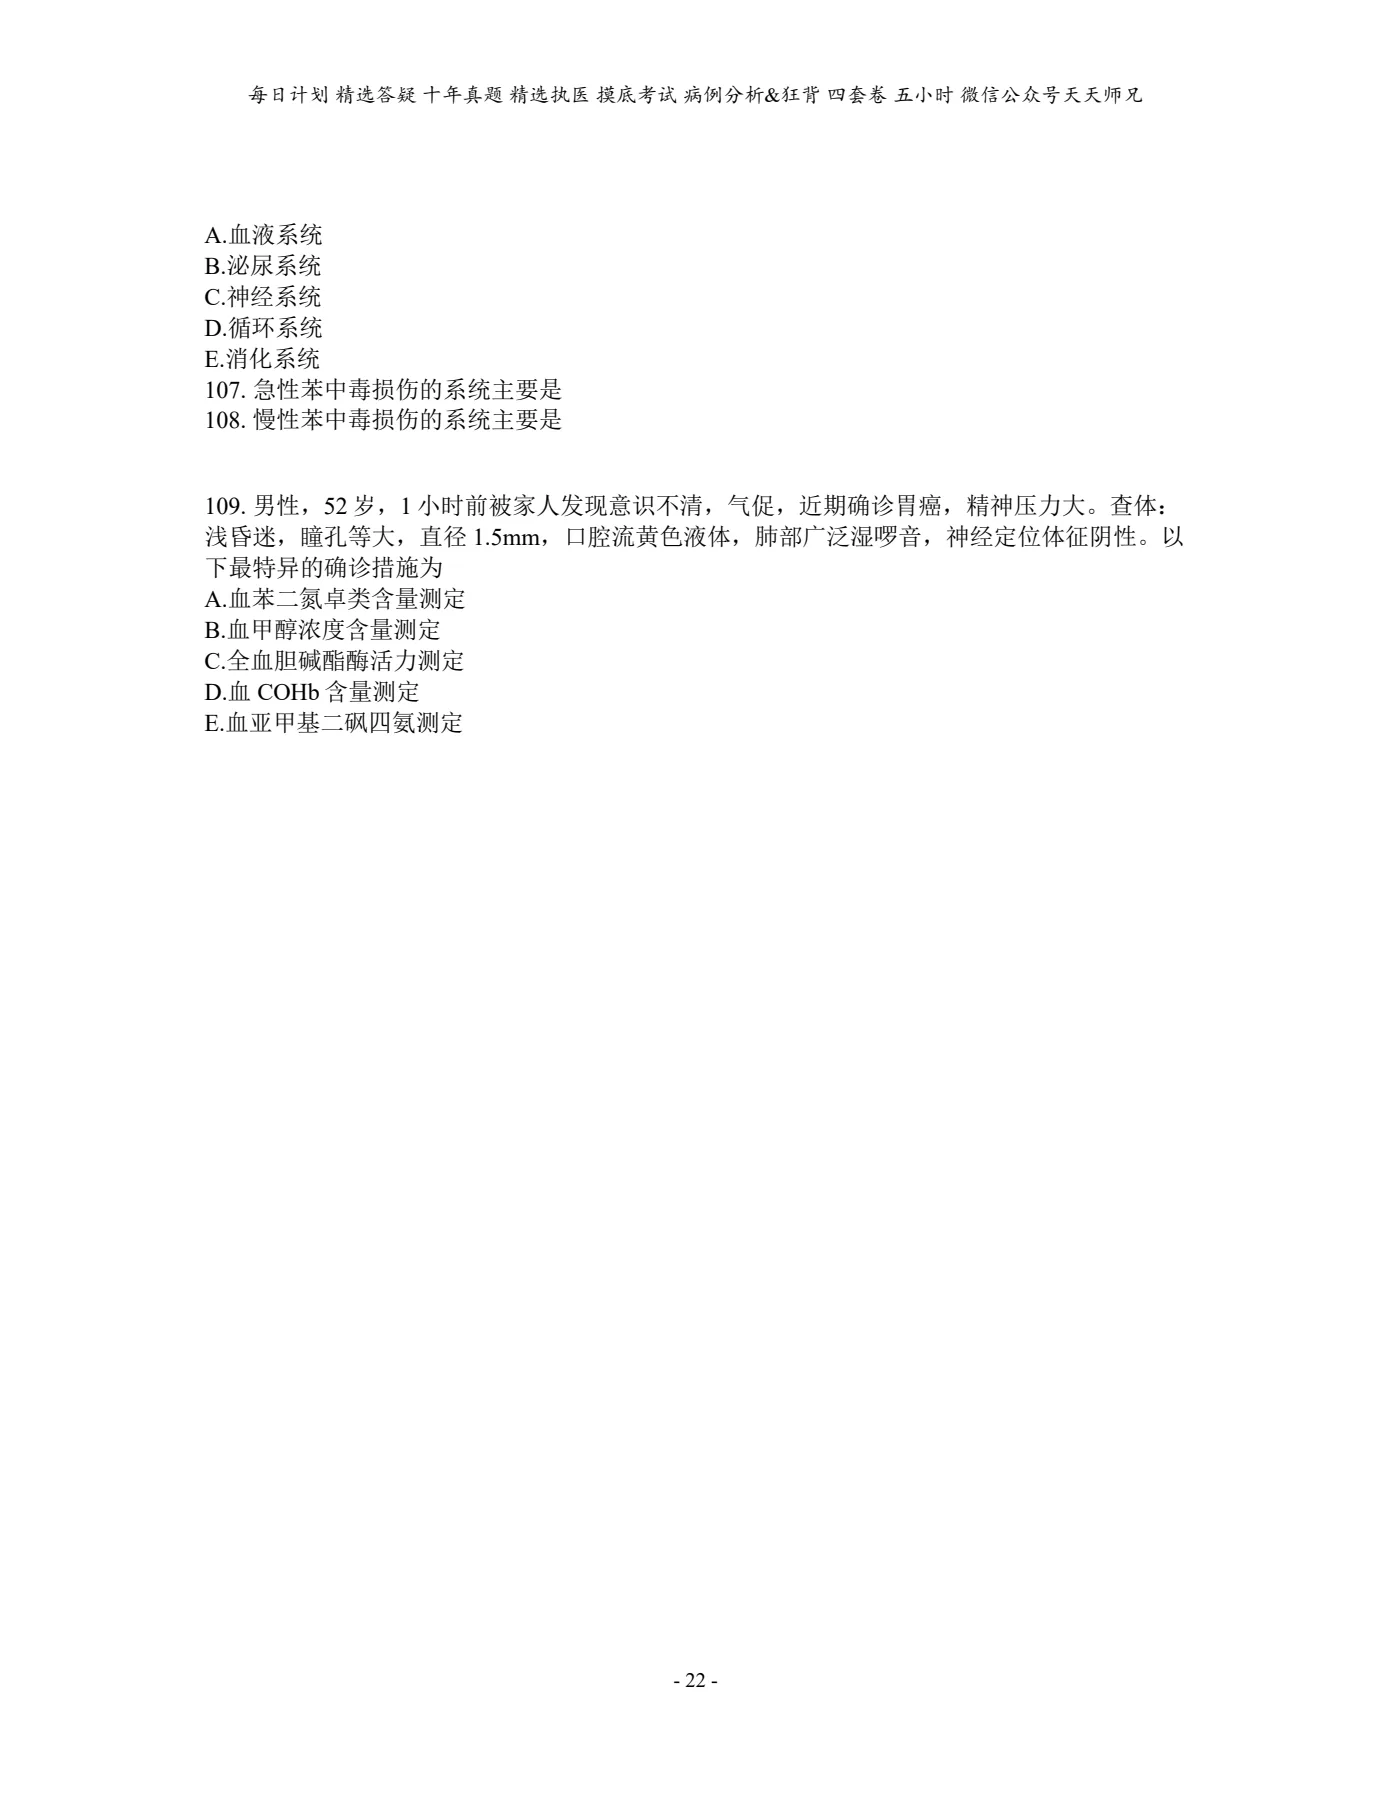 每日计划 精选答疑 十年真题 精选执医 摸底考试 病例分析&狂背 四套卷 五小时 微信公众号天天师兄
A.血液系统
B.泌尿系统
C.神经系统
D.循环系统
E.消化系统
107. 急性苯中毒损伤的系统主要是
108. 慢性苯中毒损伤的系统主要是
109. 男性，52 岁，1 小时前被家人发现意识不清，气促，近期确诊胃癌，精神压力大。查体：
浅昏迷，瞳孔等大，直径 1.5mm，口腔流黄色液体，肺部广泛湿啰音，神经定位体征阴性。以
下最特异的确诊措施为
A.血苯二氮卓类含量测定
B.血甲醇浓度含量测定
C.全血胆碱酯酶活力测定
D.血 COHb 含量测定
E.血亚甲基二砜四氨测定
- 22 -